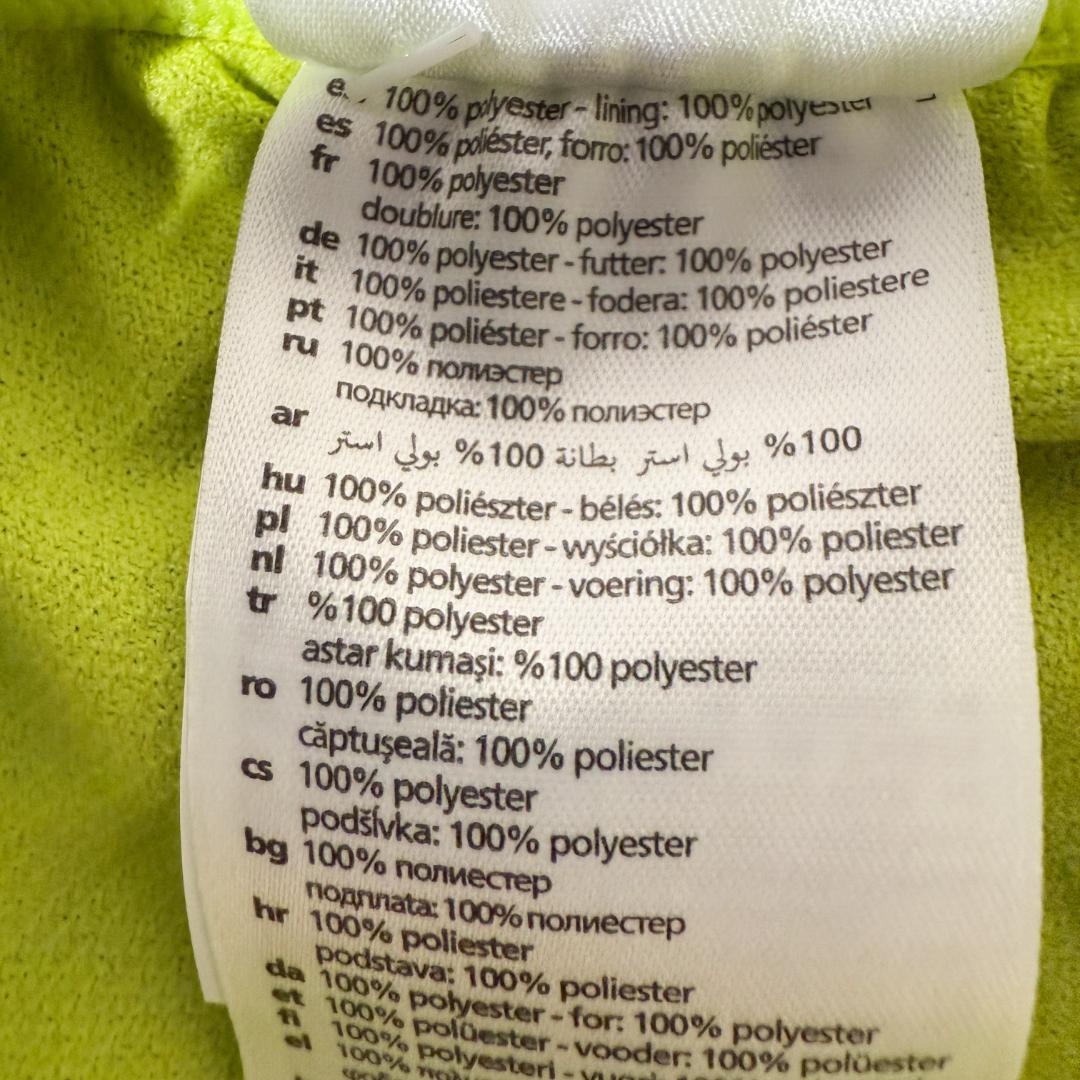 100% polyester - lining: 100% polyester
es 100% poliéster, forro: 100% poliéster
fr 100% polyester
doublure: 100% polyester
de 100% polyester - futter: 100% polyester
it 100% poliestere - fodera: 100% poliestere
pt 100% poliéster - forro: 100% poliéster
ru 100% полиэстер
подкладка: 100% полиэстер
ar %100 بولي استر بطانة 100% بولي استر
hu 100% poliészter - bélés: 100% poliészter
pl 100% poliester - wyściółka: 100% poliester
nl 100% polyester - voering: 100% polyester
tr %100 polyester
astar kumaşi: %100 polyester
ro 100% poliester
căptuşeală: 100% poliester
cs 100% polyester
podšívka: 100% polyester
bg 100% полиестер
подплата: 100% полиестер
hr 100% poliester
podstava: 100% poliester
da 100% polyester - for: 100% polyester
et 100% polüester - vooder: 100% polüester
fi 100% polyesteri - 100%
el 100%